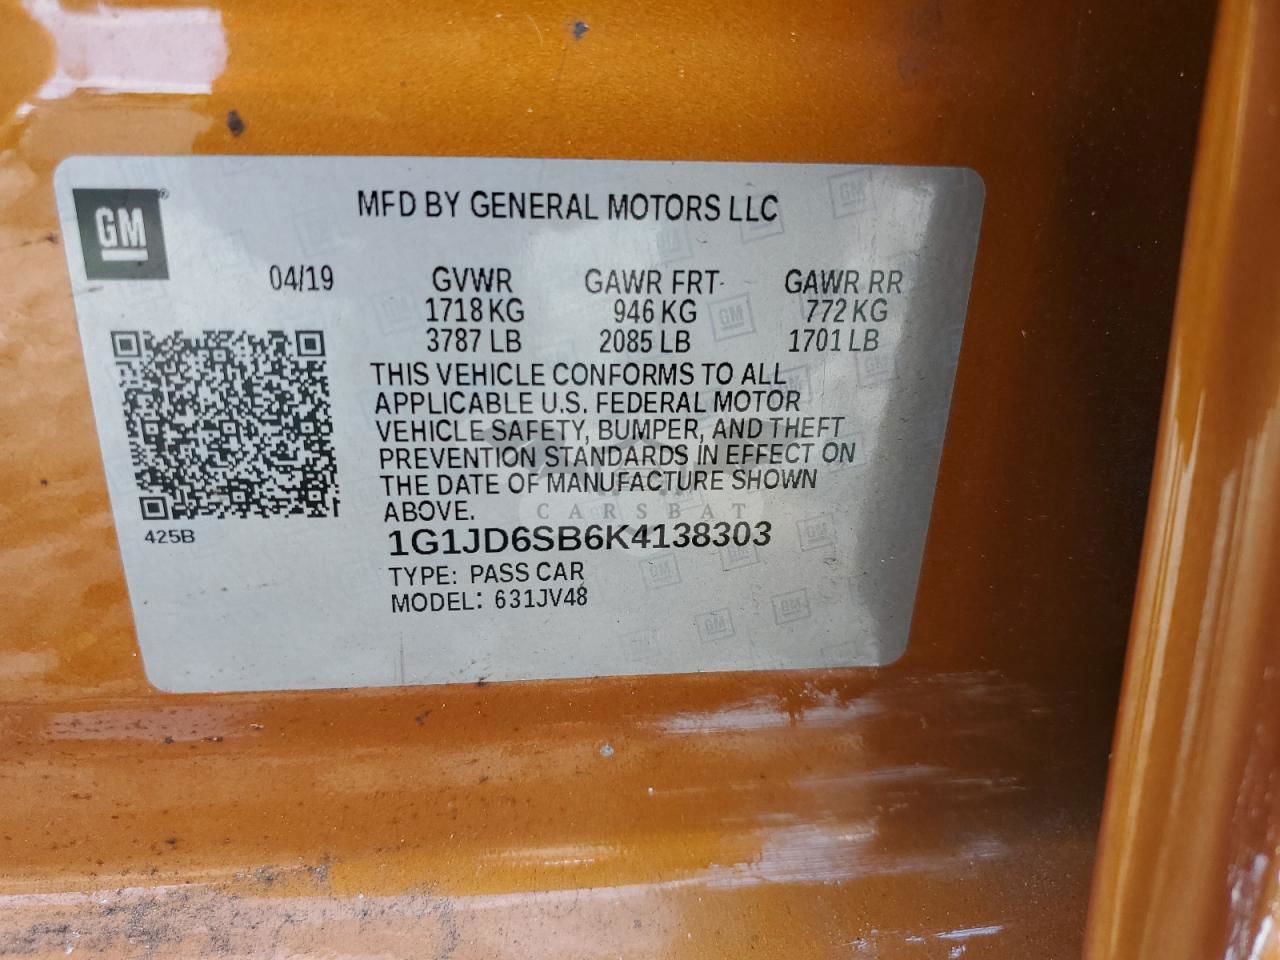 GM
MFD BY GENERAL MOTORS LLC
04/19 GVWR GAWR FRT GAWR RR
1718 KG 946 KG 772 KG
3787 LB 2085 LB 1701 LB
THIS VEHICLE CONFORMS TO ALL
APPLICABLE U.S. FEDERAL MOTOR
VEHICLE SAFETY, BUMPER, AND THEFT
PREVENTION STANDARDS IN EFFECT ON
THE DATE OF MANUFACTURE SHOWN
ABOVE.
CARSBAT
425B
1G1JD6SB6K4138303
TYPE: PASS CAR
MODEL: 631JV48